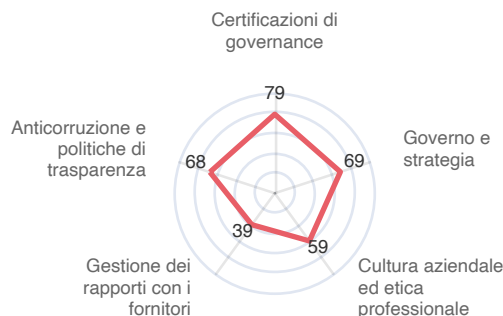 Certificazioni di
governance
79
Anticorruzione e
politiche di
trasparenza
68
69
Governo e
strategia
39
59
Gestione dei
rapporti con i
fornitori
Cultura aziendale
ed etica
professionale